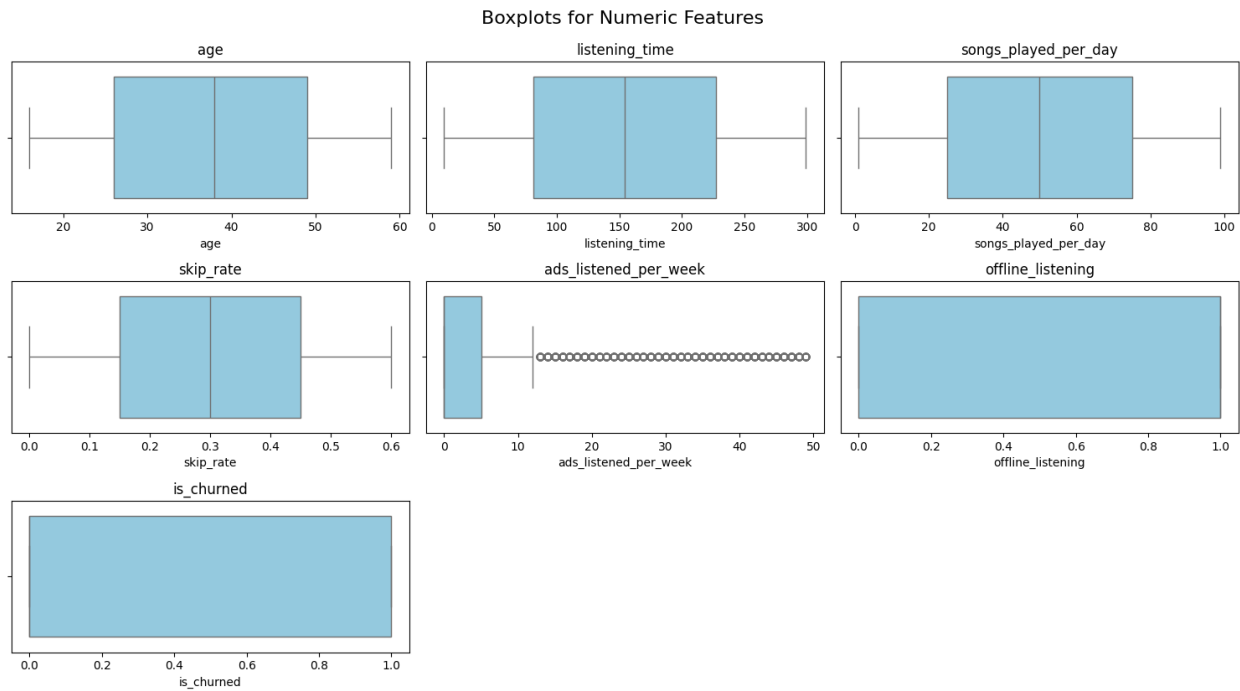 Boxplots for Numeric Features
age listening_time songs_played_per_day
20 30 40 50 60 0 50 100 150 200 250 300 0 20 40 60 80 100
age listening_time songs_played_per_day
skip_rate ads_listened_per_week offline_listening
0.0 0.1 0.2 0.3 0.4 0.5 0.6 0 10 20 30 40 50 0.0 0.2 0.4 0.6 0.8 1.0
skip_rate ads_listened_per_week offline_listening
is_churned
0.0 0.2 0.4 0.6 0.8 1.0
is_churned